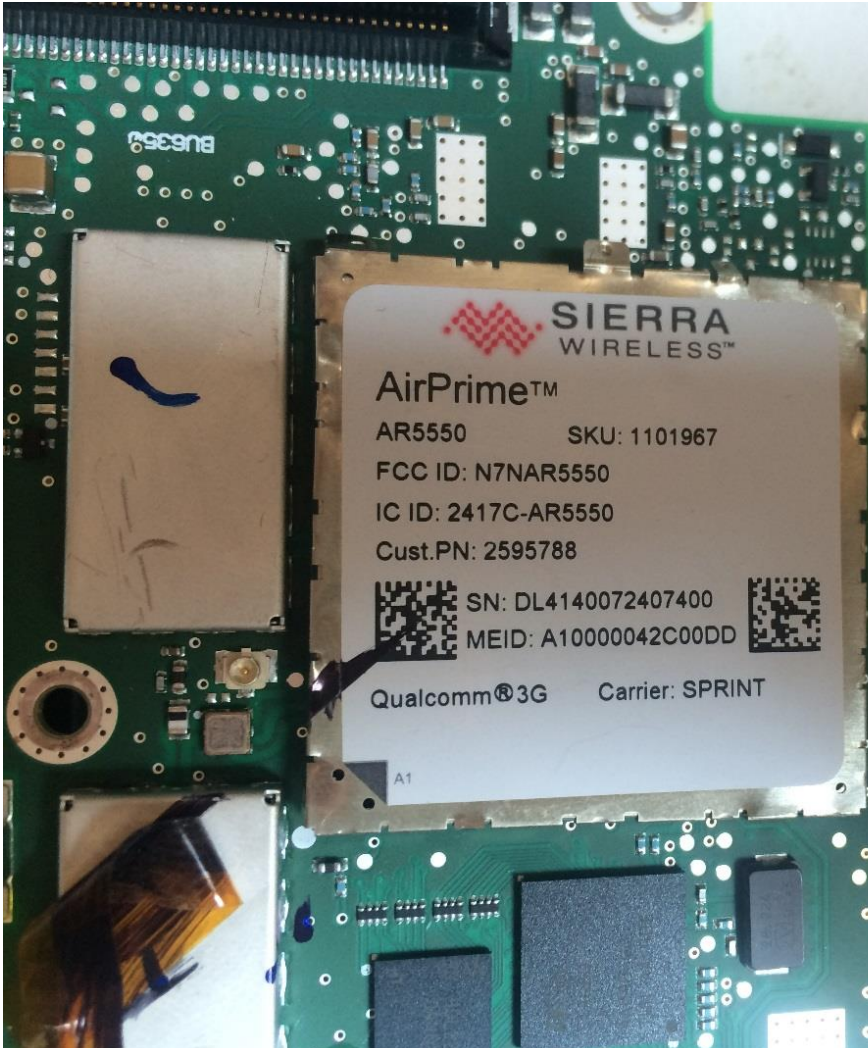 BU6350
SIERRA
WIRELESS™
AirPrime™
AR5550 SKU: 1101967
FCC ID: N7NAR5550
IC ID: 2417C-AR5550
Cust.PN: 2595788
SN: DL4140072407400
MEID: A10000042C00DD
Qualcomm®3G Carrier: SPRINT
A1